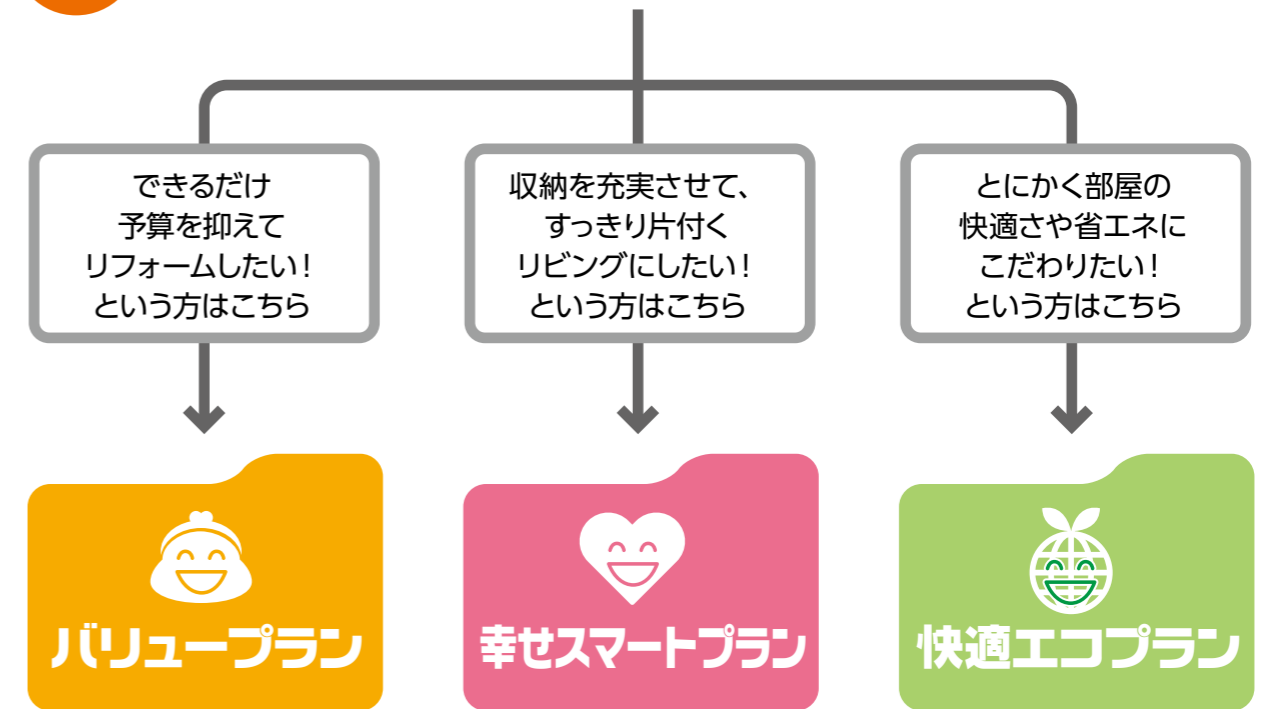 できるだけ
予算を抑えて
リフォームしたい！
という方はこちら
収納を充実させて、
すっきり片付く
リビングにしたい！
という方はこちら
とにかく部屋の
快適さや省エネに
こだわりたい！
という方はこちら
バリュープラン
幸せスマートプラン
快適エコプラン